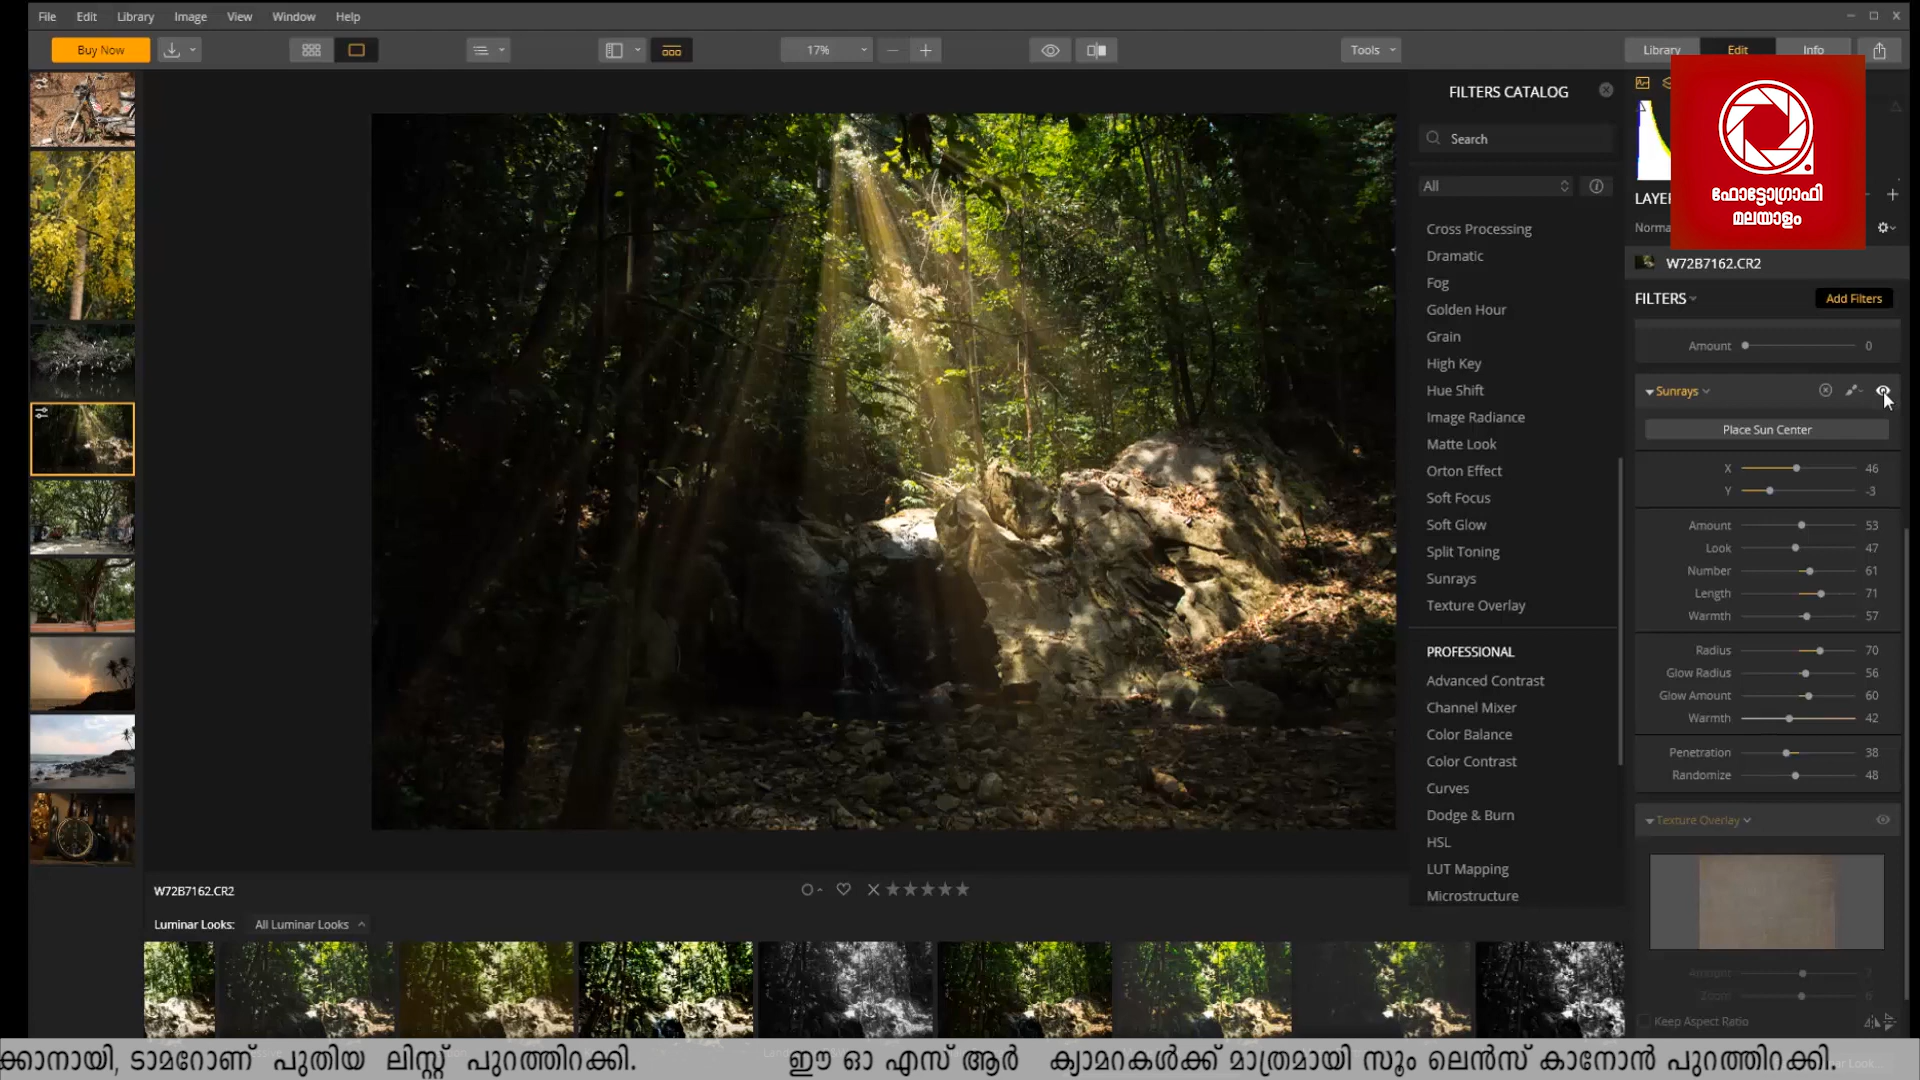 File Edit Library Image View Window Help
Buy Now 17% Tools Library Edit Info
FILTERS CATALOG
Search
All
Cross Processing
Dramatic
Fog
Golden Hour
Grain
High Key
Hue Shift
Image Radiance
Matte Look
Orton Effect
Soft Focus
Soft Glow
Split Toning
Sunrays
Texture Overlay
PROFESSIONAL
Advanced Contrast
Channel Mixer
Color Balance
Color Contrast
Curves
Dodge & Burn
HSL
LUT Mapping
Microstructure
ഫോട്ടോഗ്രാഫി
മലയാളം
W72B7162.CR2
FILTERS Add Filters
Amount 0
Sunrays
Place Sun Center
X 46
Y -3
Amount 53
Look 47
Number 61
Length 71
Warmth 57
Radius 70
Glow Radius 56
Glow Amount 60
Warmth 42
Penetration 38
Randomize 48
Texture Overlay
Amount
Zoom
Keep Aspect Ratio
W72B7162.CR2
Luminar Looks: All Luminar Looks
ക്കാനായി, ടാമറോണ് പുതിയ ലിസ്റ്റ് പുറത്തിറക്കി. ഈ ഓ എസ് ആർ ക്യാമറകൾക്ക് മാത്രമായി സൂം ലെൻസ് കാനോൻ പുറത്തിറക്കി.